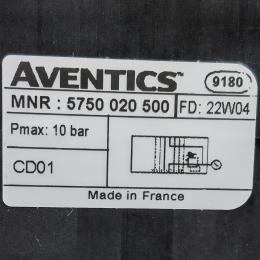 AVENTICS™ 9180
MNR : 5750 020 500 FD: 22W04
Pmax: 10 bar
CD01
Made in France